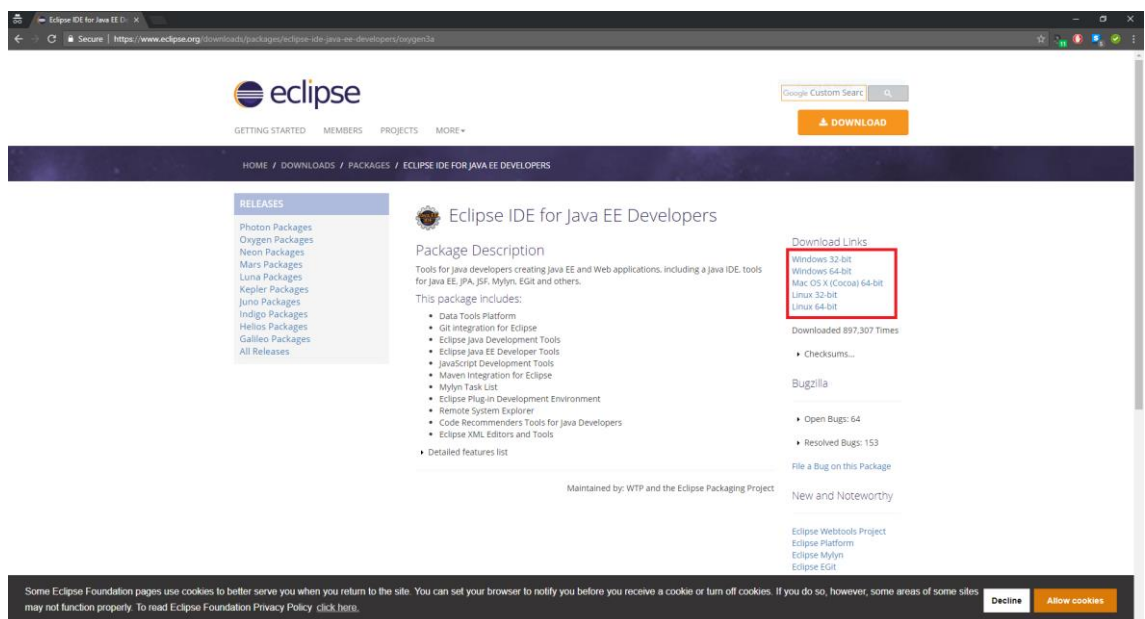 Eclipse IDE for Java EE D
Secure | https://www.eclipse.org/downloads/packages/eclipse-ide-java-ee-developers/oxygen3a
11
eclipse
Google Custom Searc
DOWNLOAD
GETTING STARTED MEMBERS PROJECTS MORE
HOME / DOWNLOADS / PACKAGES / ECLIPSE IDE FOR JAVA EE DEVELOPERS
RELEASES
Photon Packages
Oxygen Packages
Neon Packages
Mars Packages
Luna Packages
Kepler Packages
Juno Packages
Indigo Packages
Helios Packages
Galileo Packages
All Releases
Eclipse IDE for Java EE Developers
Package Description
Tools for Java developers creating Java EE and Web applications, including a Java IDE, tools
for Java EE, JPA, JSF, Mylyn, EGit and others.
This package includes:
• Data Tools Platform
• Git integration for Eclipse
• Eclipse Java Development Tools
• Eclipse Java EE Developer Tools
• JavaScript Development Tools
• Maven Integration for Eclipse
• Mylyn Task List
• Eclipse Plug-in Development Environment
• Remote System Explorer
• Code Recommenders Tools for Java Developers
• Eclipse XML Editors and Tools
Detailed features list
Maintained by: WTP and the Eclipse Packaging Project
Download Links
Windows 32-bit
Windows 64-bit
Mac OS X (Cocoa) 64-bit
Linux 32-bit
Linux 64-bit
Downloaded 897,307 Times
Checksums...
Bugzilla
Open Bugs: 64
Resolved Bugs: 153
File a Bug on this Package
New and Noteworthy
Eclipse Webtools Project
Eclipse Platform
Eclipse Mylyn
Eclipse EGit
Some Eclipse Foundation pages use cookies to better serve you when you return to the site. You can set your browser to notify you before you receive a cookie or turn off cookies. If you do so, however, some areas of some sites
may not function properly. To read Eclipse Foundation Privacy Policy click here.
Decline
Allow cookies